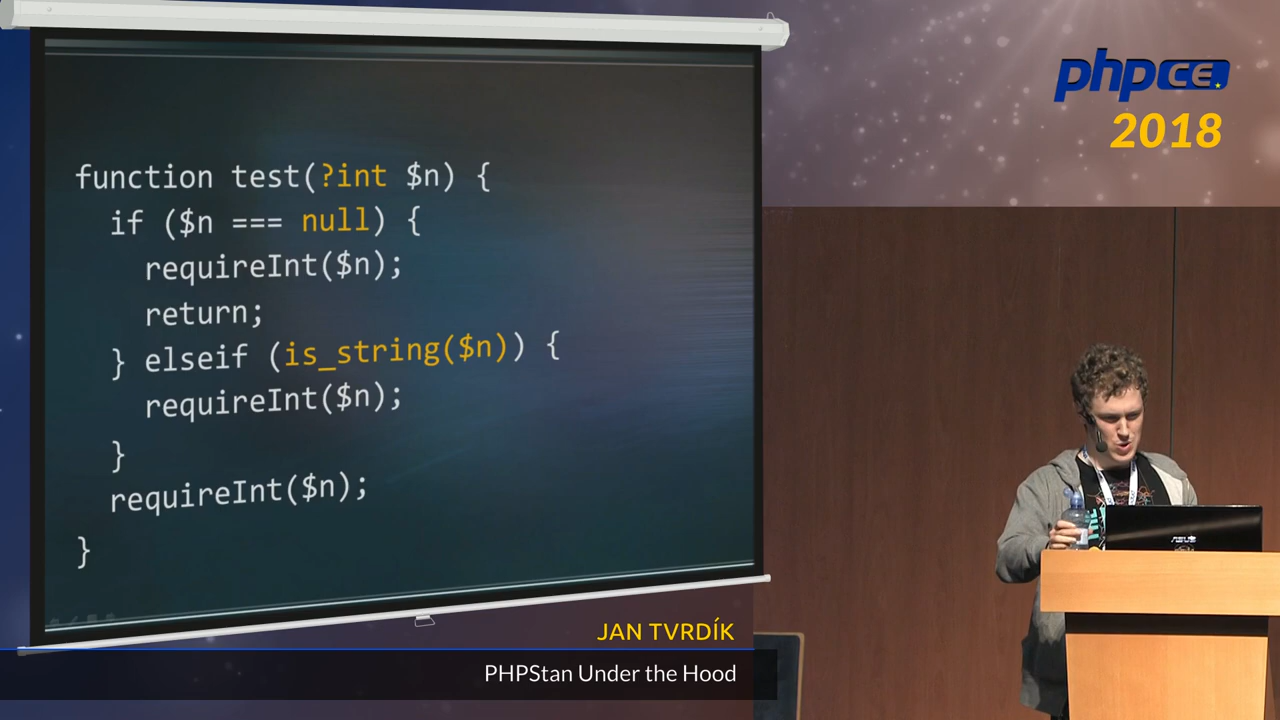 function test(?int $n) {
if ($n === null) {
requireInt($n);
return;
} elseif (is_string($n)) {
requireInt($n);
}
requireInt($n);
}
phpce
2018
ASUS
JAN TVRDÍK
PHPStan Under the Hood